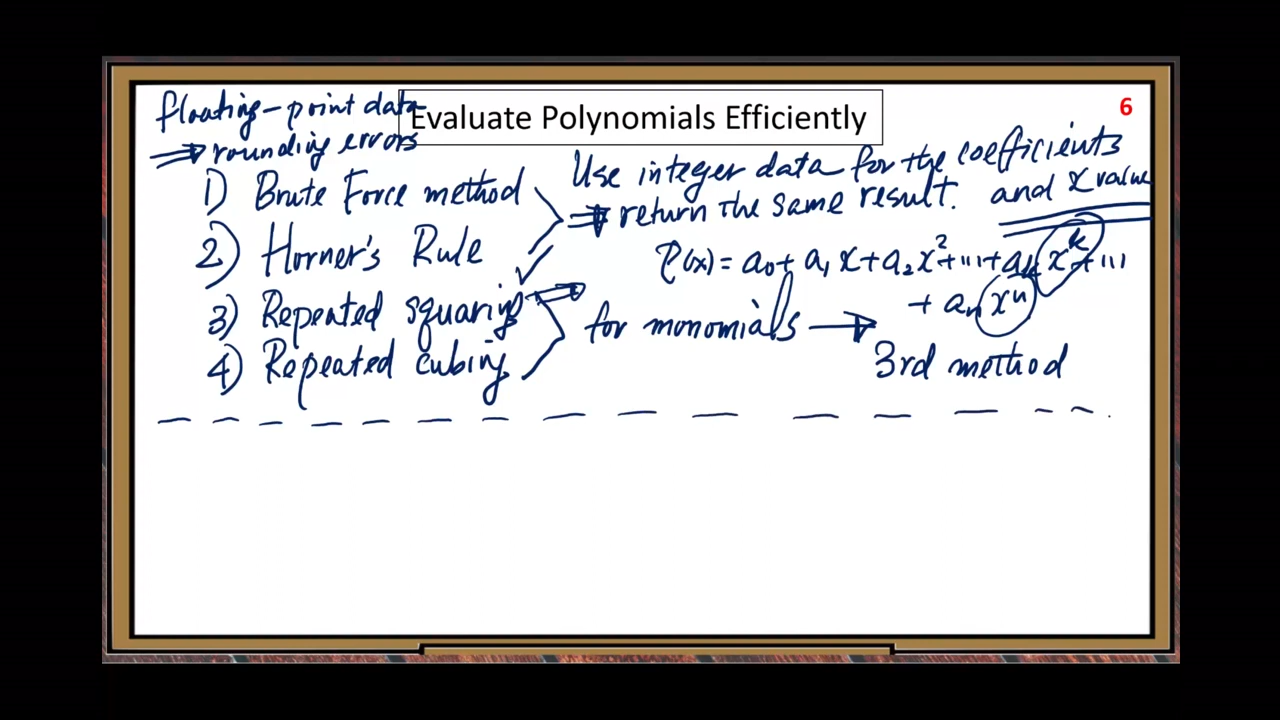 floating-point data
⇒ rounding errors
Evaluate Polynomials Efficiently
6
1) Brute Force method
2) Horner's Rule
3) Repeated squaring
4) Repeated cubing
Use integer data for the coefficients
and x value
⇒ return the same result.
P(x) = a₀ + a₁x + a₂x² + ... + aₖxᵏ + ...
+ aₙxⁿ
for monomials →
3rd method